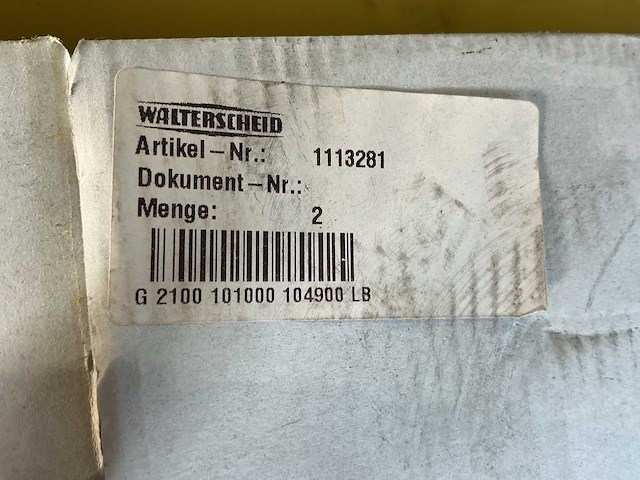 WALTERSCHEID
Artikel-Nr.: 1113281
Dokument-Nr.:
Menge: 2
G 2100 101000 104900 LB